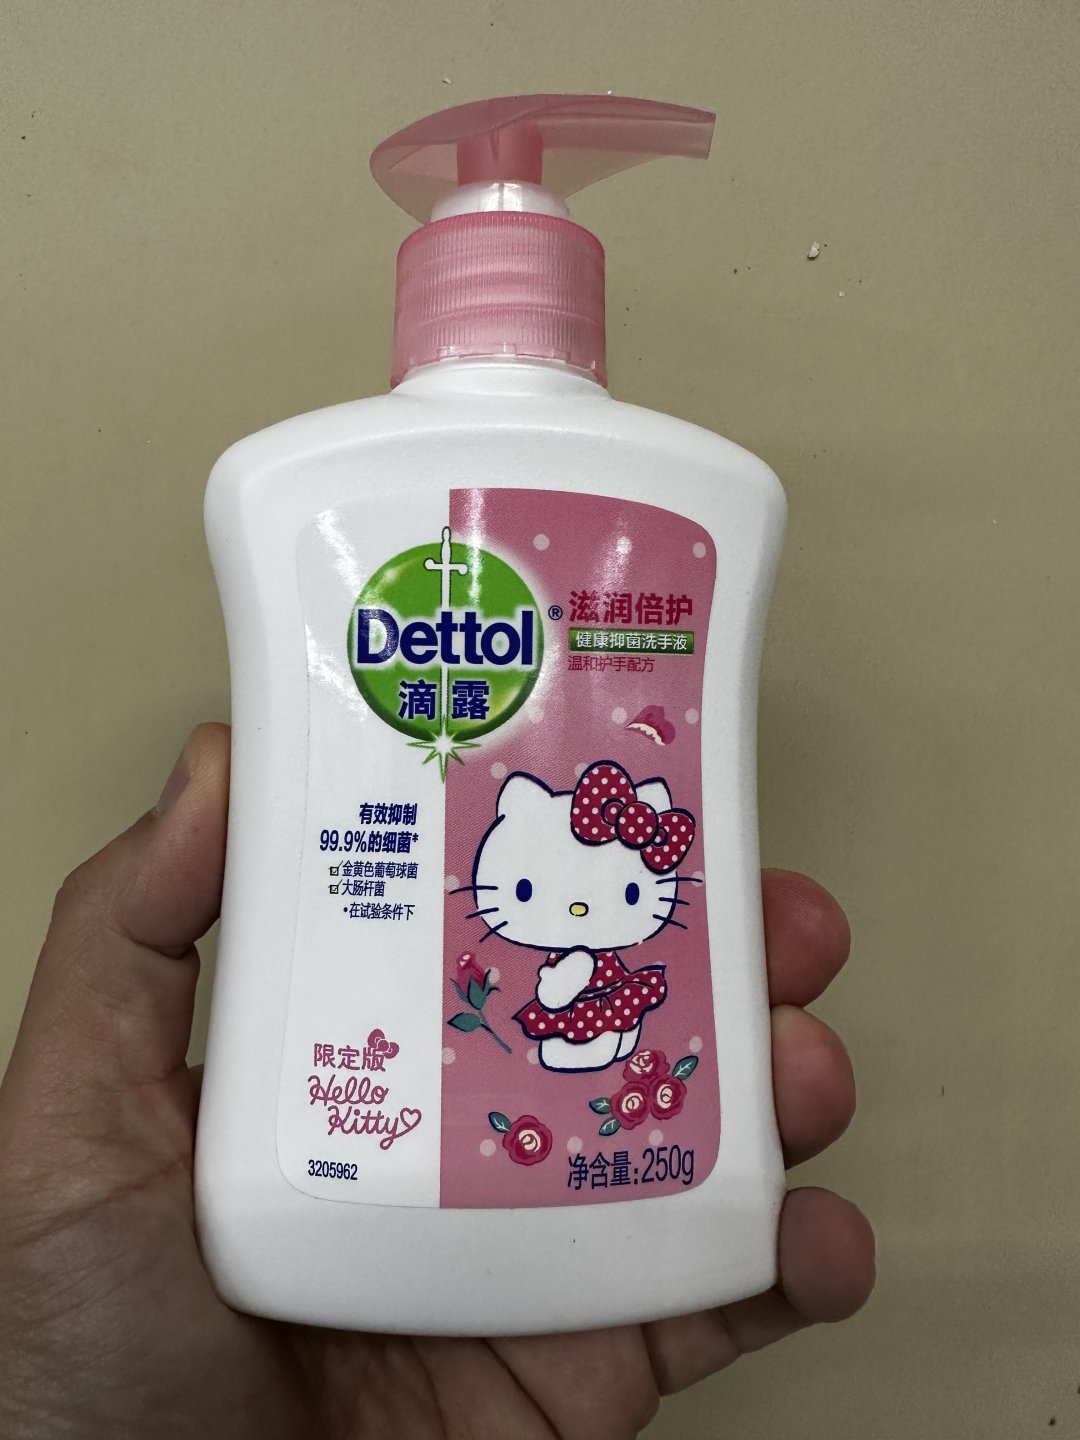 Dettol®
滴露
滋润倍护
健康抑菌洗手液
温和护手配方
有效抑制
99.9%的细菌*
金黄色葡萄球菌
大肠杆菌
•在试验条件下
限定版
Hello
Kitty
3205962
净含量:250g